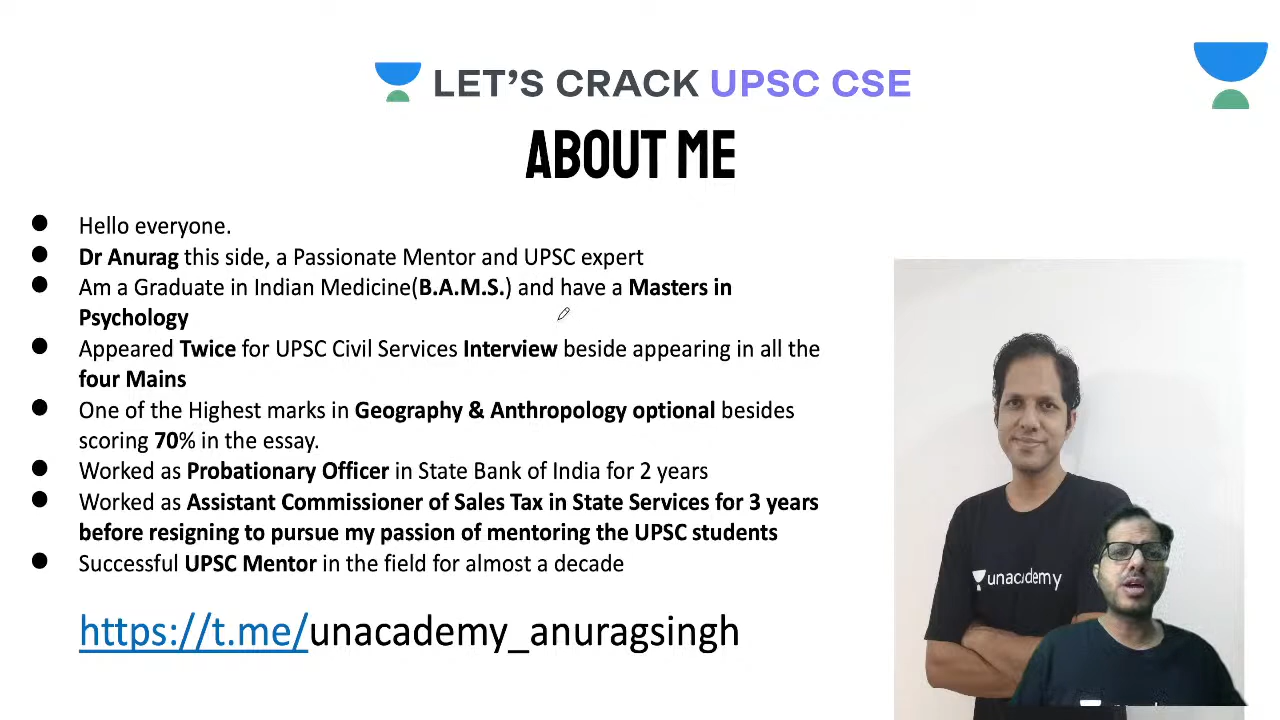 LET'S CRACK UPSC CSE
ABOUT ME
Hello everyone.
Dr Anurag this side, a Passionate Mentor and UPSC expert
Am a Graduate in Indian Medicine(B.A.M.S.) and have a Masters in
Psychology
Appeared Twice for UPSC Civil Services Interview beside appearing in all the
four Mains
One of the Highest marks in Geography & Anthropology optional besides
scoring 70% in the essay.
Worked as Probationary Officer in State Bank of India for 2 years
Worked as Assistant Commissioner of Sales Tax in State Services for 3 years
before resigning to pursue my passion of mentoring the UPSC students
Successful UPSC Mentor in the field for almost a decade
https://t.me/unacademy_anuragsingh
unacademy